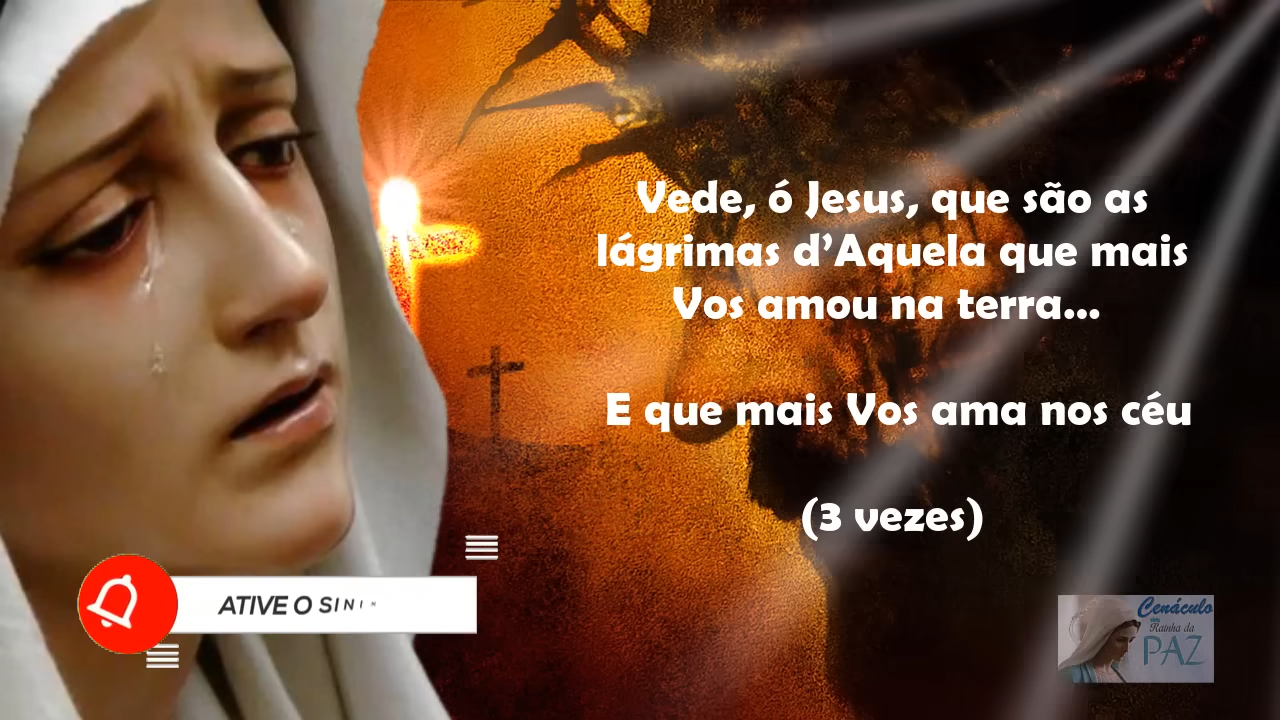 Vede, ó Jesus, que são as
lágrimas d’Aquela que mais
Vos amou na terra...
E que mais Vos ama nos céu
(3 vezes)
ATIVE O SIN
Cenáculo
Rainha da
PAZ